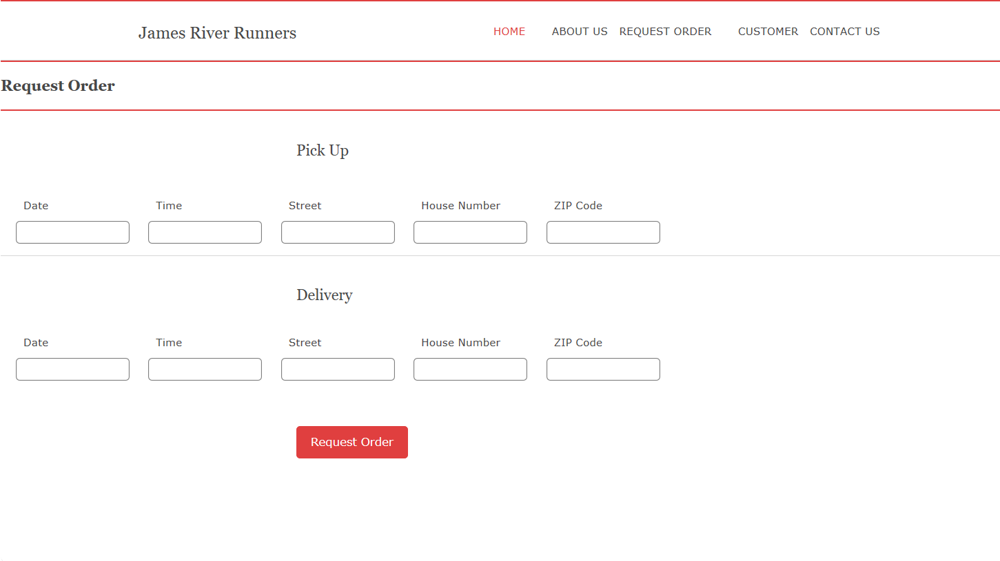 James River Runners HOME ABOUT US REQUEST ORDER CUSTOMER CONTACT US
Request Order
Pick Up
Date Time Street House Number ZIP Code
Delivery
Date Time Street House Number ZIP Code
Request Order